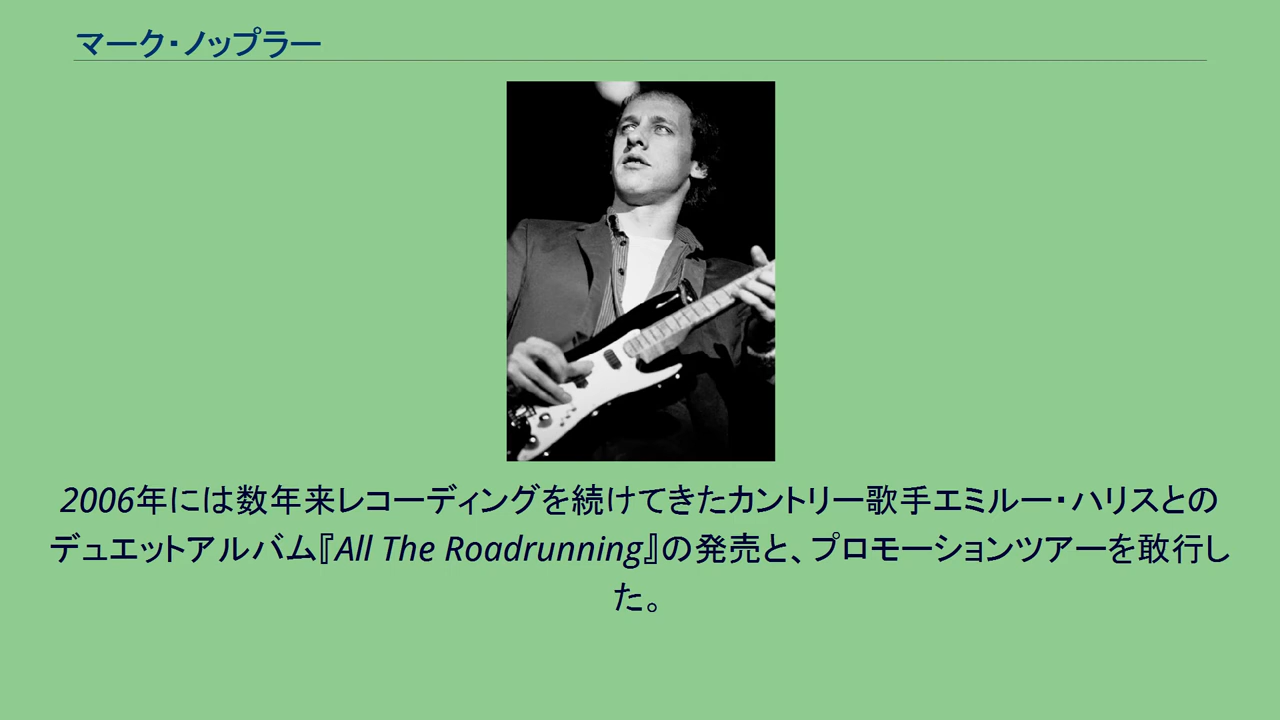 マーク・ノップラー
2006年には数年来レコーディングを続けてきたカントリー歌手エミルー・ハリスとの
デュエットアルバム『All The Roadrunning』の発売と、プロモーションツアーを敢行し
た。